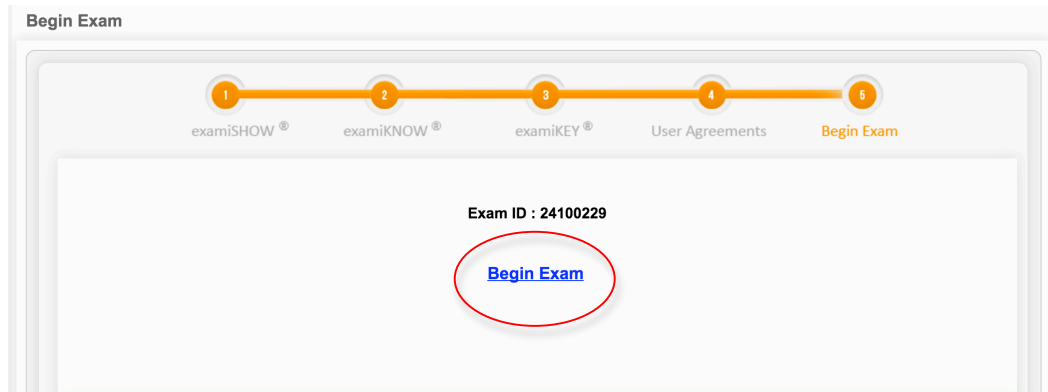 Begin Exam
1 2 3 4 5
examiSHOW ® examiKNOW ® examiKEY ® User Agreements Begin Exam
Exam ID : 24100229
Begin Exam